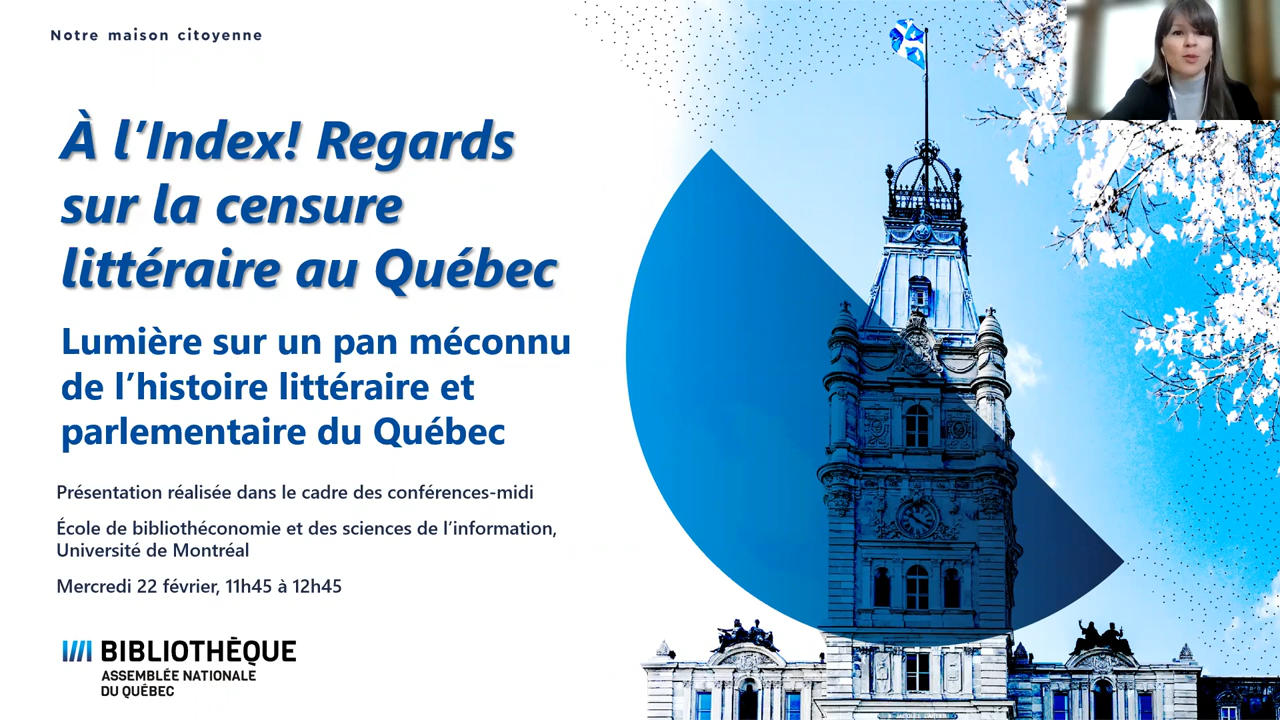 Notre maison citoyenne
À l’Index! Regards
sur la censure
littéraire au Québec
Lumière sur un pan méconnu
de l’histoire littéraire et
parlementaire du Québec
Présentation réalisée dans le cadre des conférences-midi
École de bibliothéconomie et des sciences de l’information,
Université de Montréal
Mercredi 22 février, 11h45 à 12h45
BIBLIOTHÈQUE
ASSEMBLÉE NATIONALE
DU QUÉBEC